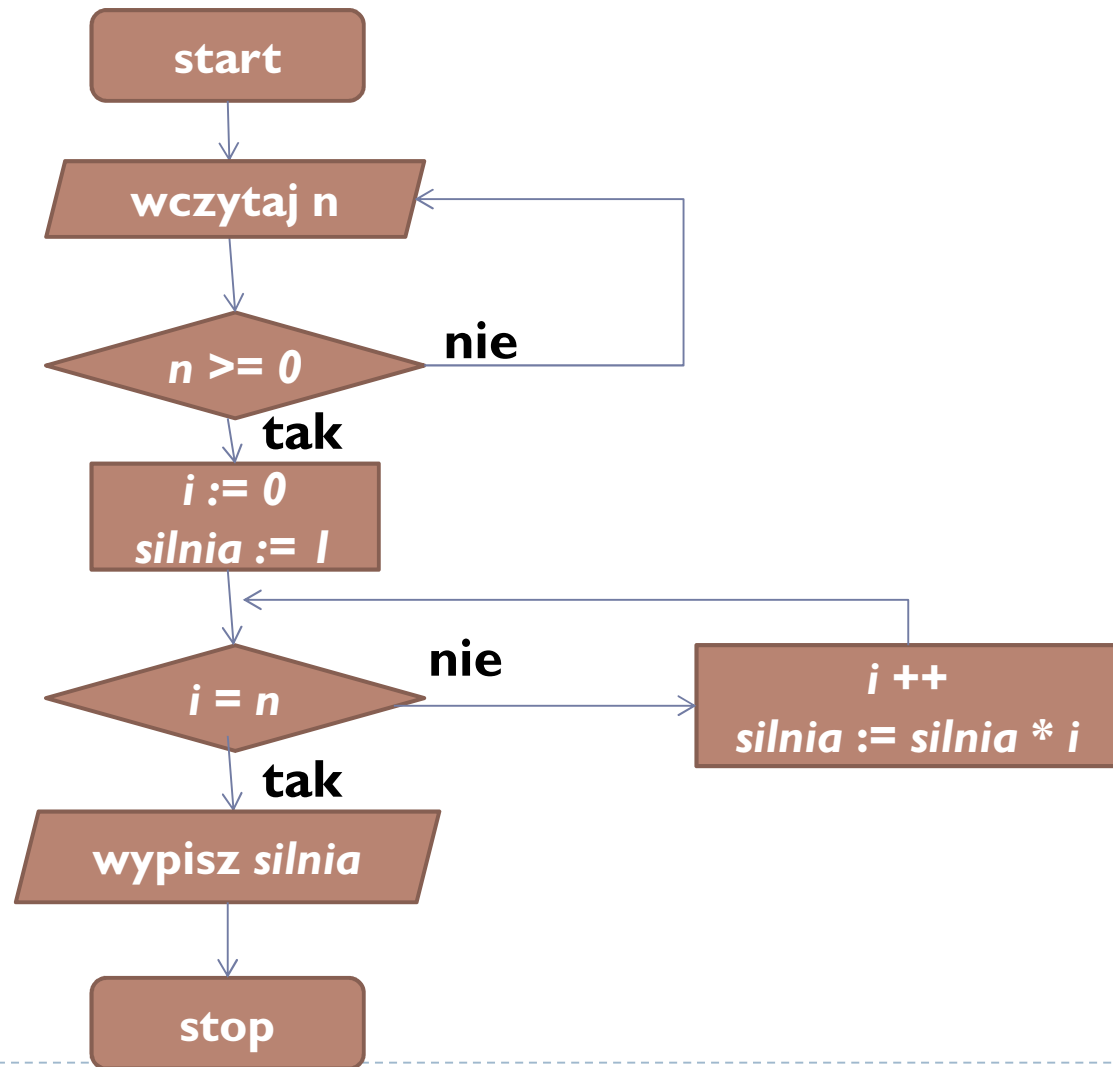 start
wczytaj n
n >= 0
nie
tak
i := 0
silnia := 1
i = n
nie
i ++
silnia := silnia * i
tak
wypisz silnia
stop